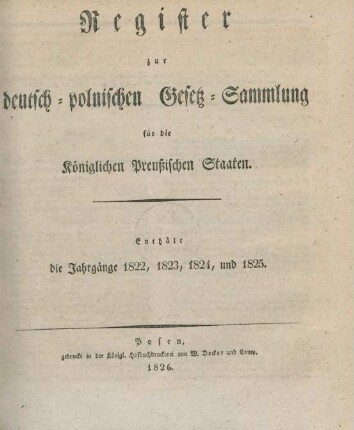 Register
zur
deutsch-polnischen Gesetz-Sammlung
für die
Königlichen Preußischen Staaten.
Enthält
die Jahrgänge 1822, 1823, 1824, und 1825.
Posen,
gedruckt in der Königl. Hofbuchdruckerei von W. Decker und Comp.
1826.